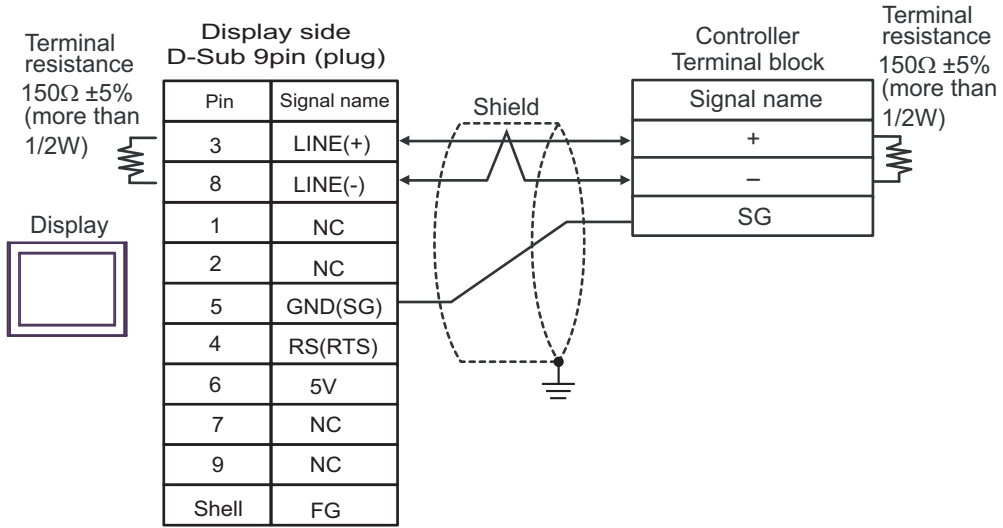 Terminal
resistance
150Ω ±5%
(more than
1/2W)
Display
Display side
D-Sub 9pin (plug)
Pin Signal name
3 LINE(+)
8 LINE(-)
1 NC
2 NC
5 GND(SG)
4 RS(RTS)
6 5V
7 NC
9 NC
Shell FG
Shield
Controller
Terminal block
Signal name
+
–
SG
Terminal
resistance
150Ω ±5%
(more than
1/2W)